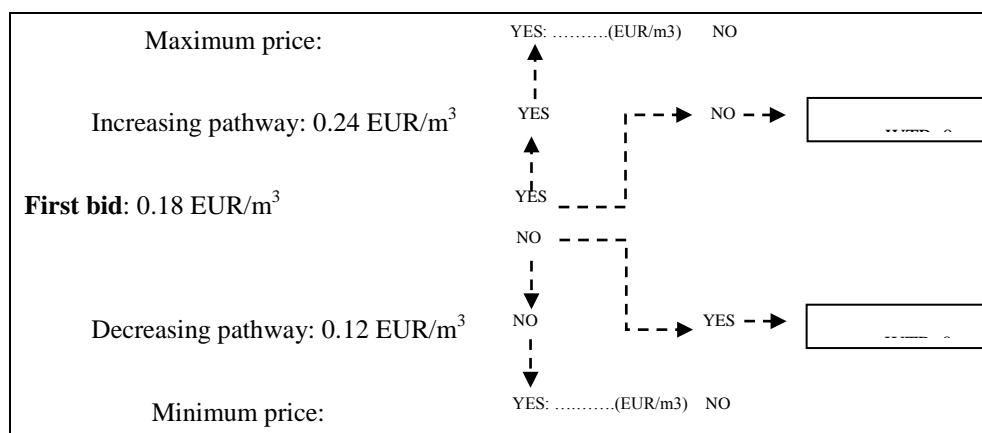 Maximum price: YES: ……….(EUR/m3) NO
Increasing pathway: 0.24 EUR/m³ YES NO
First bid: 0.18 EUR/m³ YES
NO
Decreasing pathway: 0.12 EUR/m³ NO YES
Minimum price: YES: ……….(EUR/m3) NO